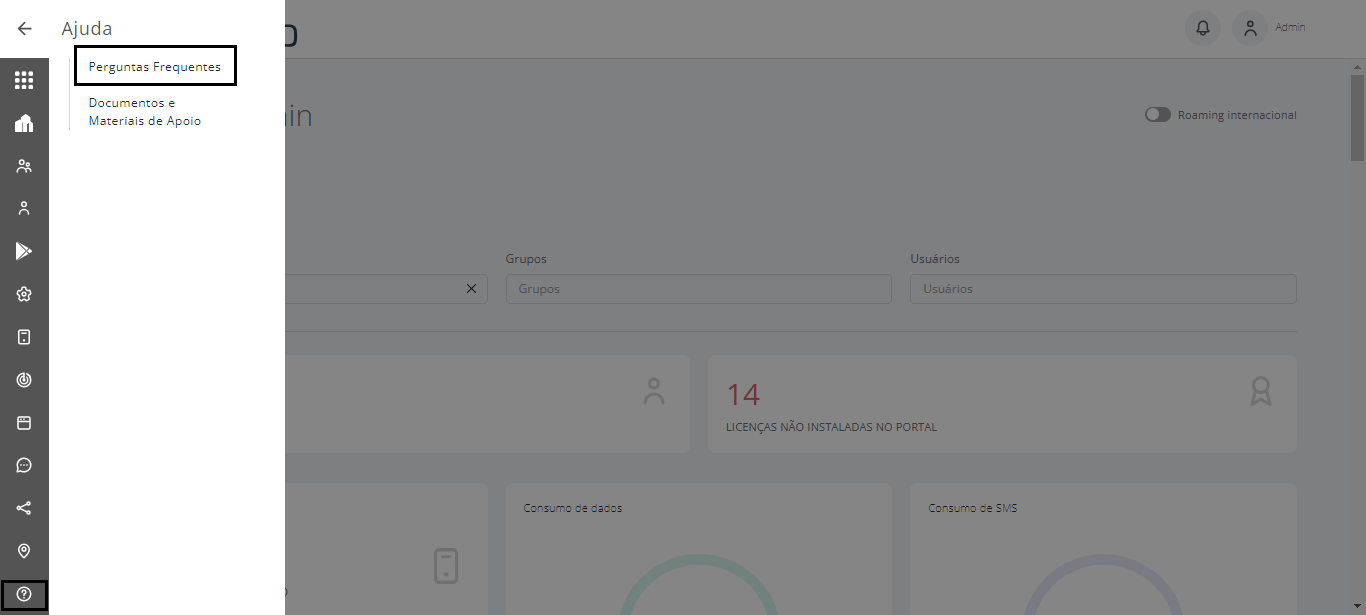 Ajuda
Admin
Perguntas Frequentes
Documentos e
Materiais de Apoio
Roaming internacional
Grupos
Usuários
Grupos
Usuários
14
LICENÇAS NÃO INSTALADAS NO PORTAL
Consumo de dados
Consumo de SMS